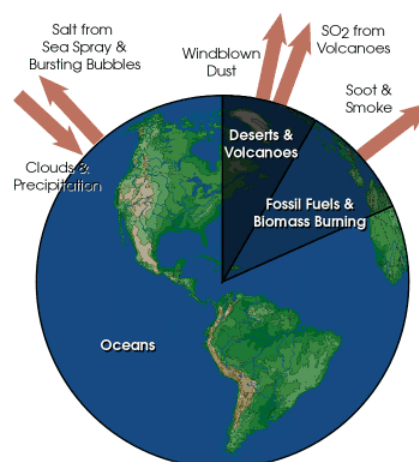 Salt from
Sea Spray &
Bursting Bubbles
Windblown
Dust
SO2 from
Volcanoes
Soot &
Smoke
Clouds &
Precipitation
Deserts &
Volcanoes
Fossil Fuels &
Biomass Burning
Oceans